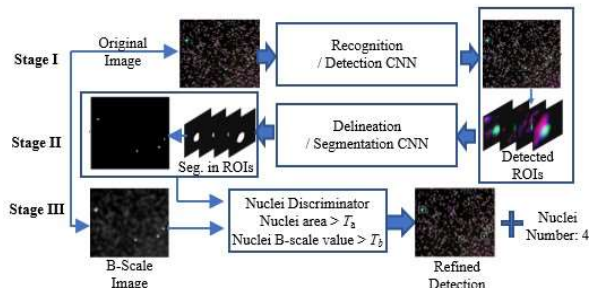 Stage I
Original
Image
Recognition
/ Detection CNN
Stage II
Seg. in ROIs
Delineation
/ Segmentation CNN
Detected
ROIs
Stage III
B-Scale
Image
Nuclei Discriminator
Nuclei area > Ta
Nuclei B-scale value > Tb
Refined
Detection
Nuclei
Number: 4